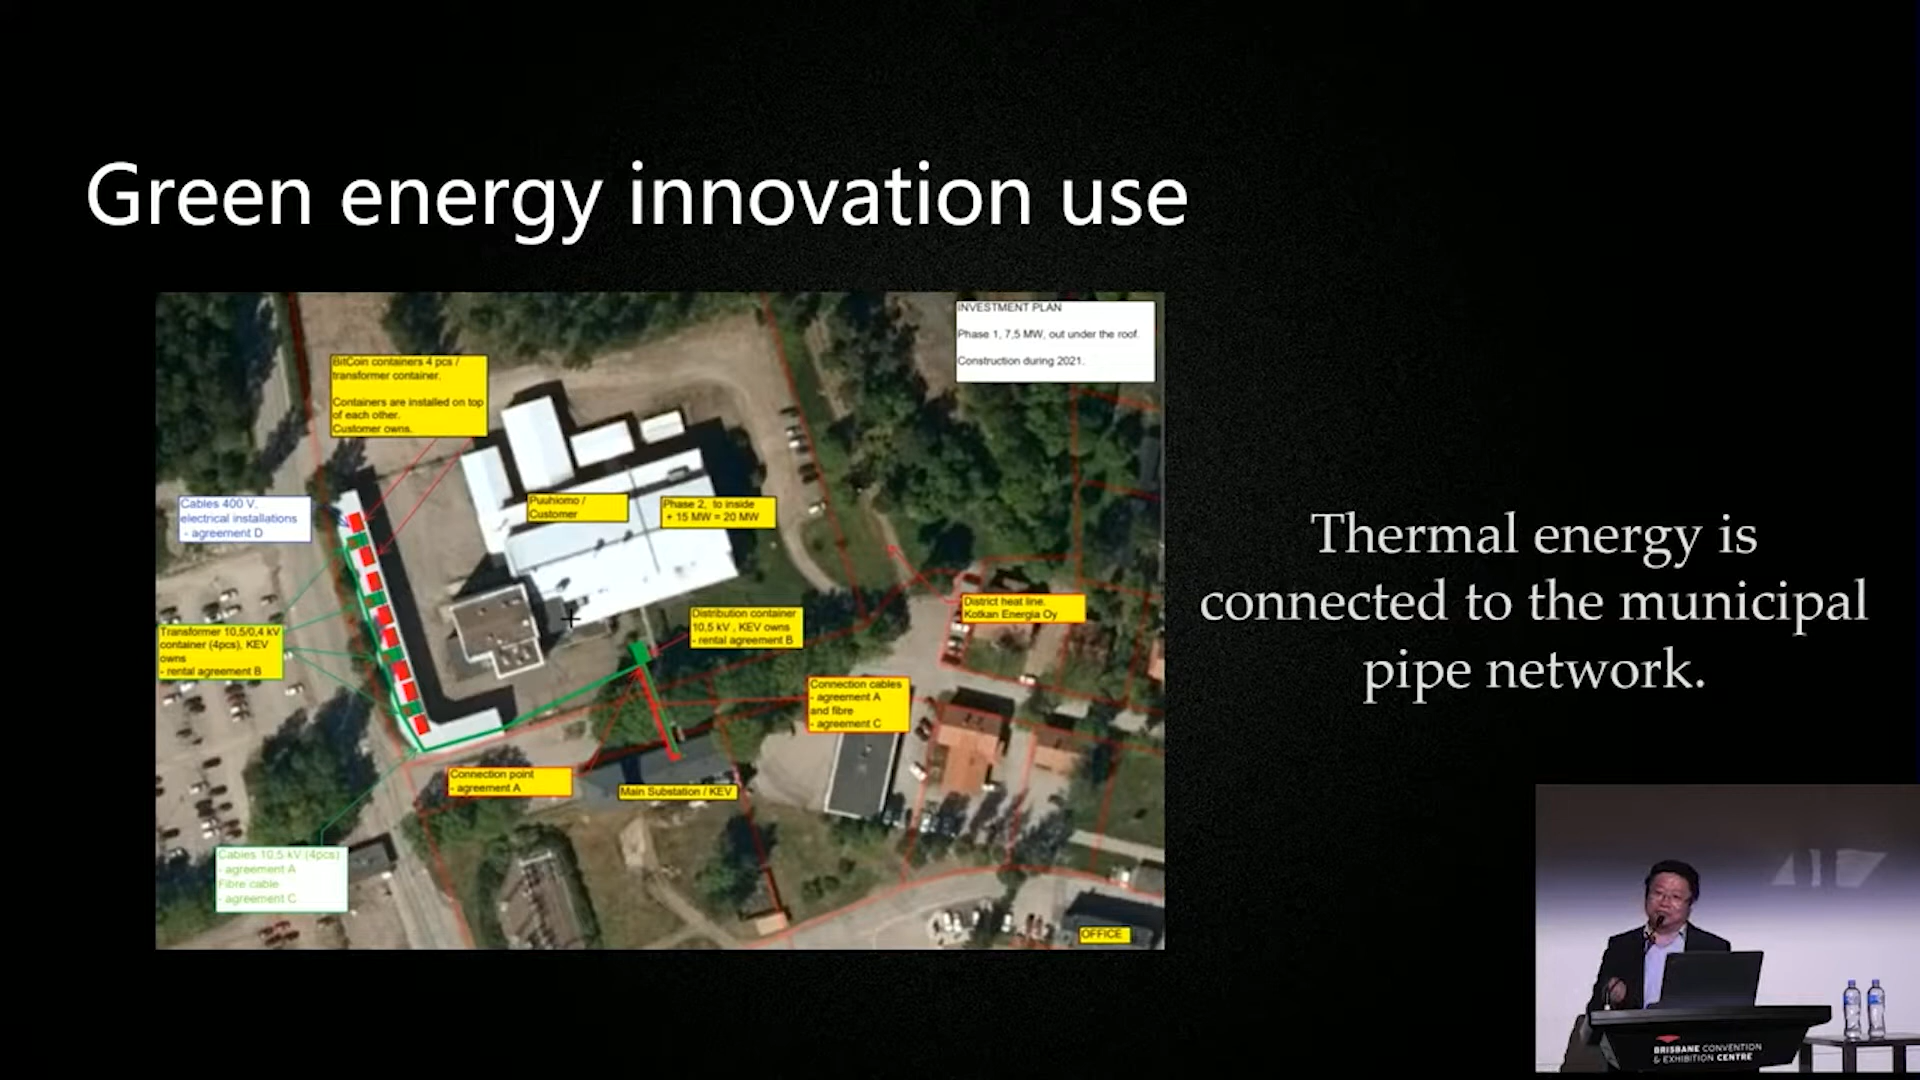 Green energy innovation use
INVESTMENT PLAN
Phase 1, 7,5 MW, out under the roof.
Construction during 2021.
BitCoin containers 4 pcs /
transformer container.
Containers are installed on top
of each other.
Customer owns.
Cables 400 V,
electrical installations
- agreement D
Puuhiomo /
Customer
Phase 2, to inside
+ 15 MW = 20 MW
Transformer 10,5/0,4 kV
container (4pcs), KEV
owns
- rental agreement B
Distribution container
10,5 kV , KEV owns
- rental agreement B
District heat line.
Kotkan Energia Oy
Connection cables
- agreement A
and fibre
- agreement C
Connection point
- agreement A
Main Substation / KEV
Cables 10,5 kV (4pcs)
- agreement A
Fibre cable
- agreement C
OFFICE
Thermal energy is
connected to the municipal
pipe network.
BRISBANE CONVENTION
& EXHIBITION CENTRE